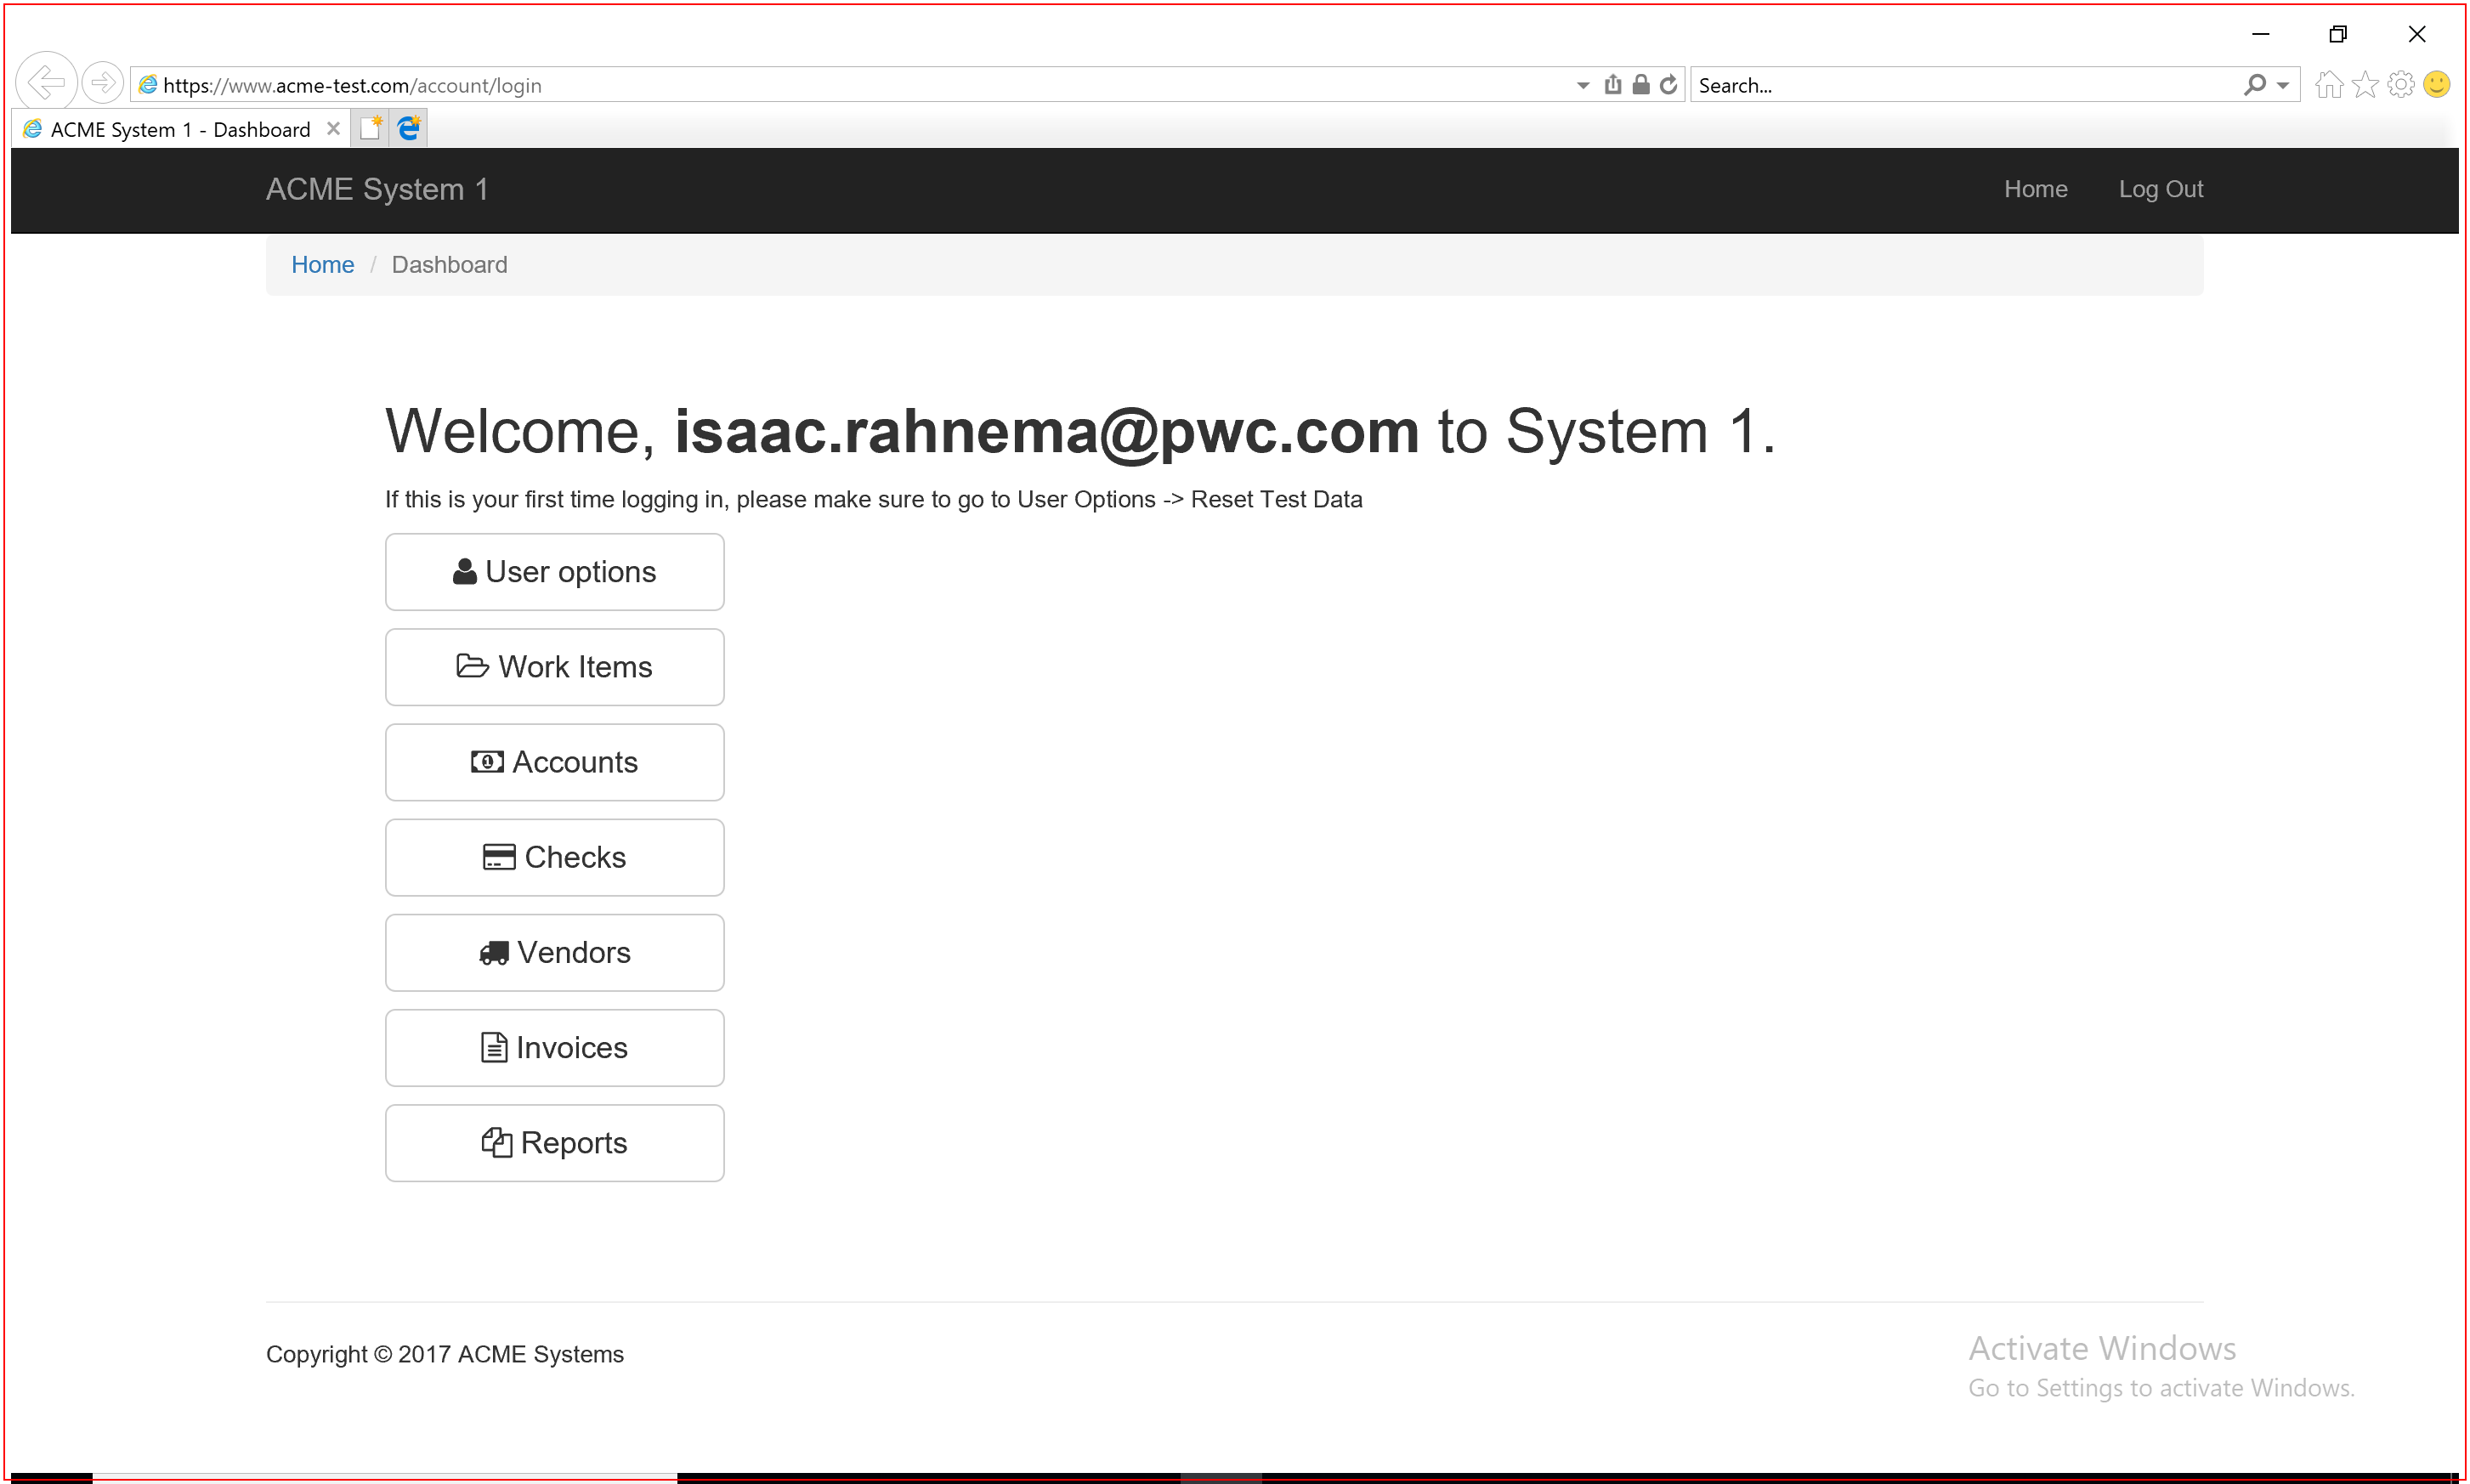 https://www.acme-test.com/account/login
Search...
ACME System 1 - Dashboard
ACME System 1
Home
Log Out
Home / Dashboard
Welcome, isaac.rahnema@pwc.com to System 1.
If this is your first time logging in, please make sure to go to User Options -> Reset Test Data
User options
Work Items
Accounts
Checks
Vendors
Invoices
Reports
Copyright © 2017 ACME Systems
Activate Windows
Go to Settings to activate Windows.